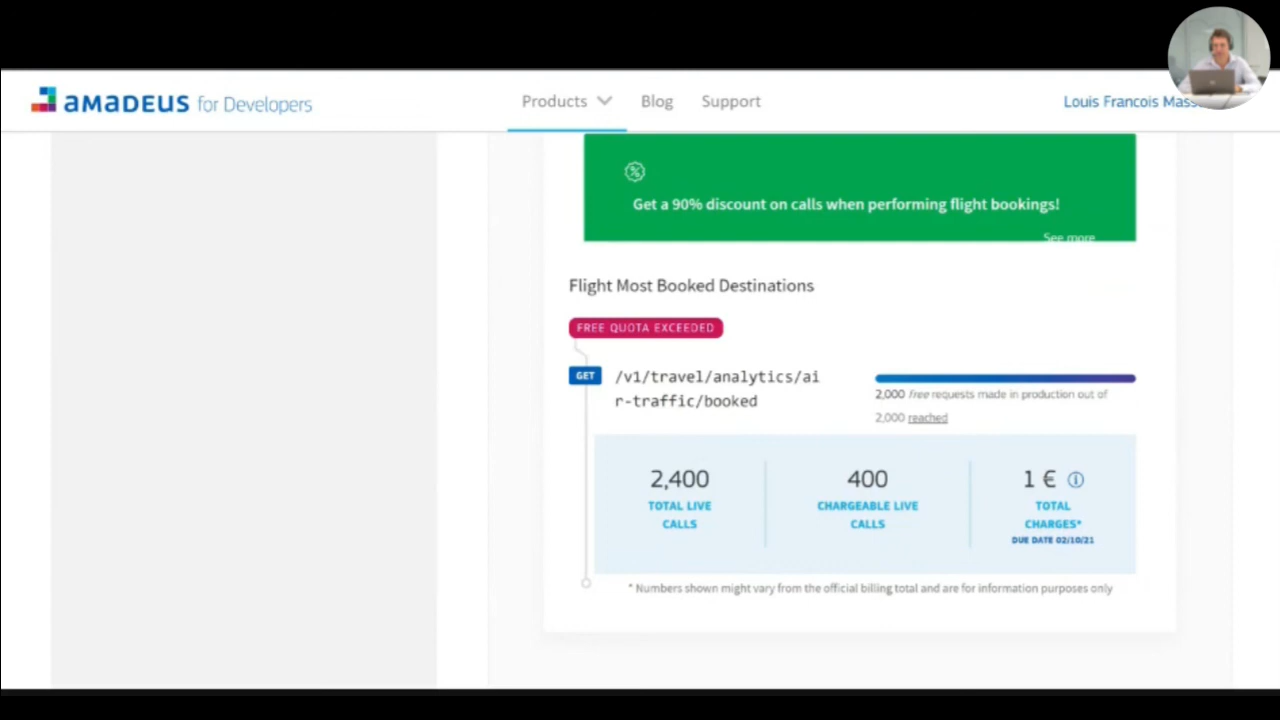 amadeus for Developers
Products
Blog
Support
Louis Francois
Get a 90% discount on calls when performing flight bookings!
See more
Flight Most Booked Destinations
FREE QUOTA EXCEEDED
GET
/v1/travel/analytics/ai
r-traffic/booked
2,000 free requests made in production out of
2,000 reached
2,400
TOTAL LIVE
CALLS
400
CHARGEABLE LIVE
CALLS
1 €
TOTAL
CHARGES*
DUE DATE 02/10/21
* Numbers shown might vary from the official billing total and are for information purposes only